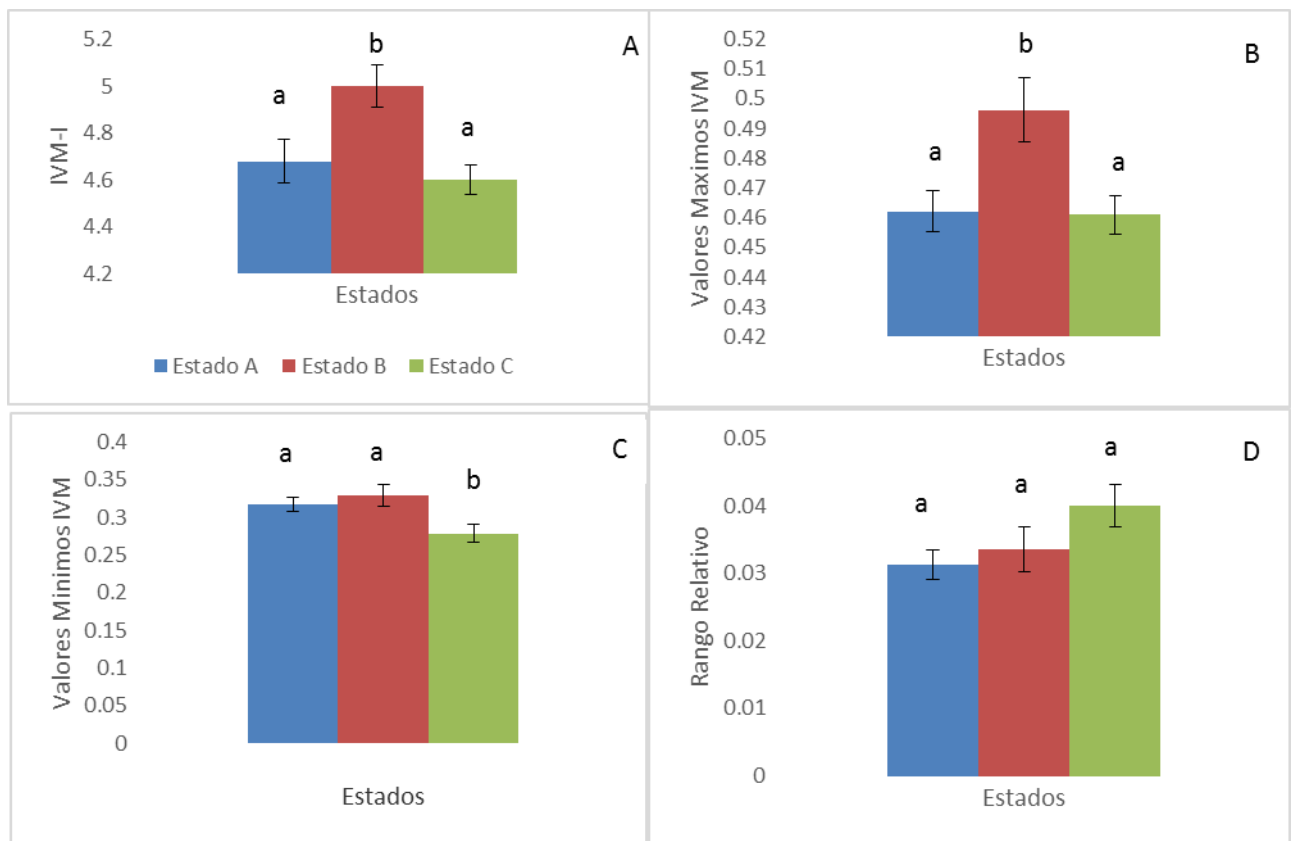 A
IVM-I
5.2
5
4.8
4.6
4.4
4.2
a
b
a
Estados
Estado A Estado B Estado C
B
Valores Maximos IVM
0.52
0.51
0.5
0.49
0.48
0.47
0.46
0.45
0.44
0.43
0.42
a
b
a
Estados
C
Valores Minimos IVM
0.4
0.35
0.3
0.25
0.2
0.15
0.1
0.05
0
a
a
b
Estados
D
Rango Relativo
0.05
0.04
0.03
0.02
0.01
0
a
a
a
Estados